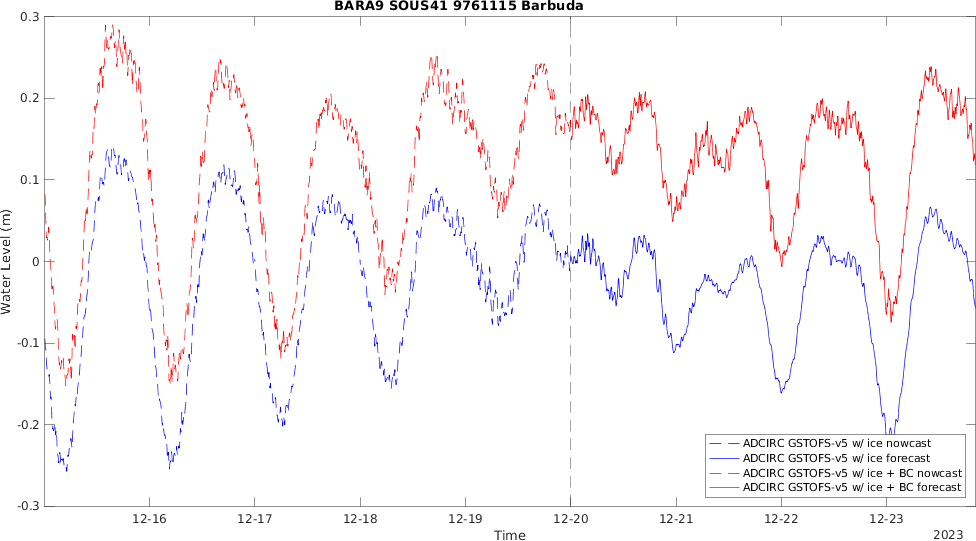 BARA9 SOUS41 9761115 Barbuda
0.3
0.2
0.1
0
-0.1
-0.2
-0.3
Water Level (m)
ADCIRC GSTOFS-v5 w/ ice nowcast
ADCIRC GSTOFS-v5 w/ ice forecast
ADCIRC GSTOFS-v5 w/ ice + BC nowcast
ADCIRC GSTOFS-v5 w/ ice + BC forecast
12-16 12-17 12-18 12-19 12-20 12-21 12-22 12-23
Time
2023